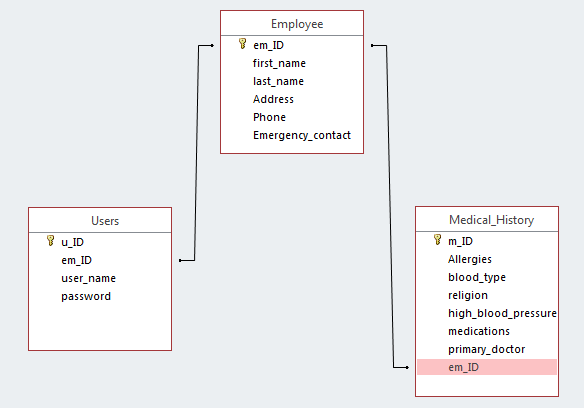 Employee
em_ID
first_name
last_name
Address
Phone
Emergency_contact
Users
u_ID
em_ID
user_name
password
Medical_History
m_ID
Allergies
blood_type
religion
high_blood_pressure
medications
primary_doctor
em_ID